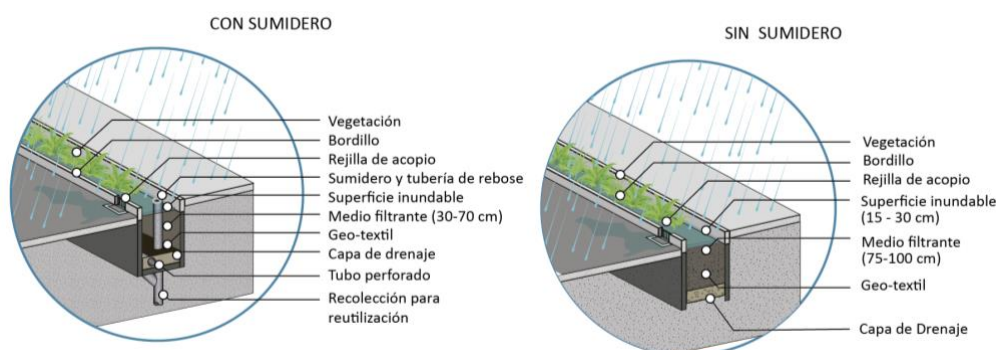 CON SUMIDERO
Vegetación
Bordillo
Rejilla de acopio
Sumidero y tubería de rebose
Superficie inundable
Medio filtrante (30-70 cm)
Geo-textil
Capa de drenaje
Tubo perforado
Recolección para
reutilización
SIN SUMIDERO
Vegetación
Bordillo
Rejilla de acopio
Superficie inundable
(15 - 30 cm)
Medio filtrante
(75-100 cm)
Geo-textil
Capa de Drenaje